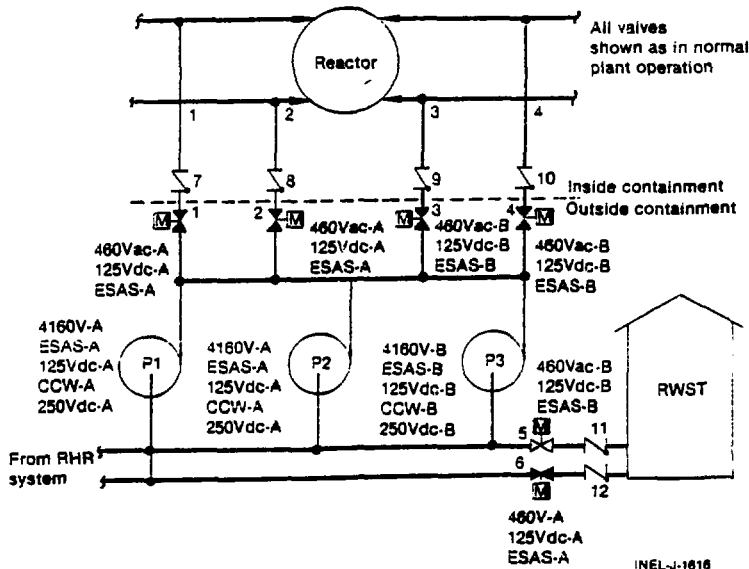 All valves
shown as in normal
plant operation
Reactor
1
2
3
4
7
8
9
10
Inside containment
Outside containment
M
1
2
M
M
3
4
M
460Vac-A
125Vdc-A
ESAS-A
460Vac-A
125Vdc-A
ESAS-A
460Vac-B
125Vdc-B
ESAS-B
460Vac-B
125Vdc-B
ESAS-B
4160V-A
ESAS-A
125Vdc-A
CCW-A
250Vdc-A
P1
4160V-A
ESAS-A
125Vdc-A
CCW-A
250Vdc-A
P2
4160V-B
ESAS-B
125Vdc-B
CCW-B
250Vdc-B
P3
460Vac-B
125Vdc-B
ESAS-B
RWST
M
5
11
From RHR
system
6
12
M
460V-A
125Vdc-A
ESAS-A
INEL-J-1616